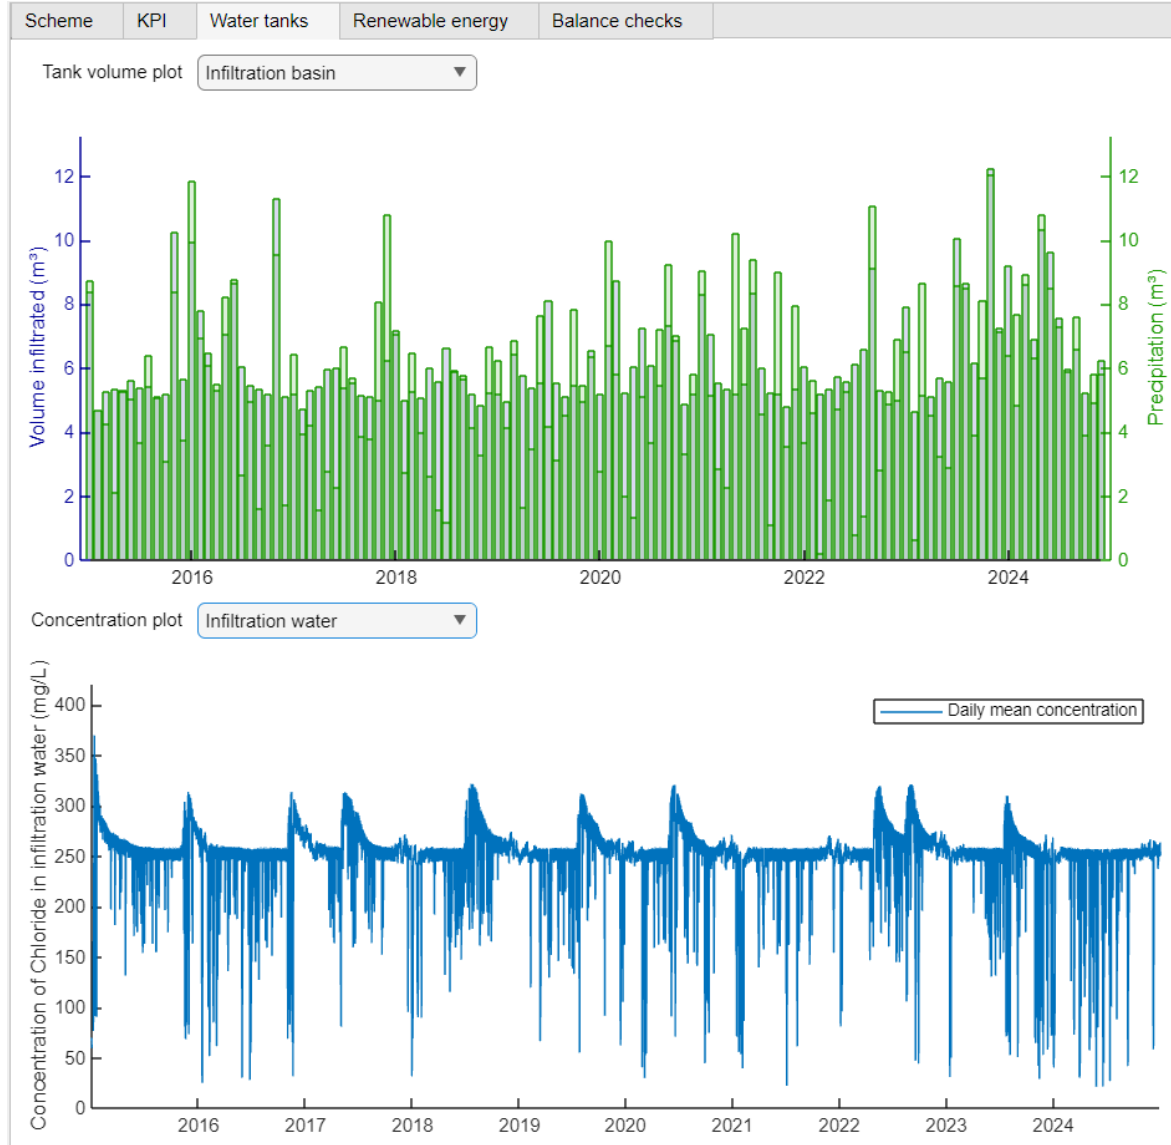 Scheme KPI Water tanks Renewable energy Balance checks
Tank volume plot Infiltration basin
Volume infiltrated (m³)
12
10
8
6
4
2
0
Precipitation (m³)
12
10
8
6
4
2
0
2016 2018 2020 2022 2024
Concentration plot Infiltration water
Concentration of Chloride in infiltration water (mg/L)
400
350
300
250
200
150
100
50
0
Daily mean concentration
2016 2017 2018 2019 2020 2021 2022 2023 2024